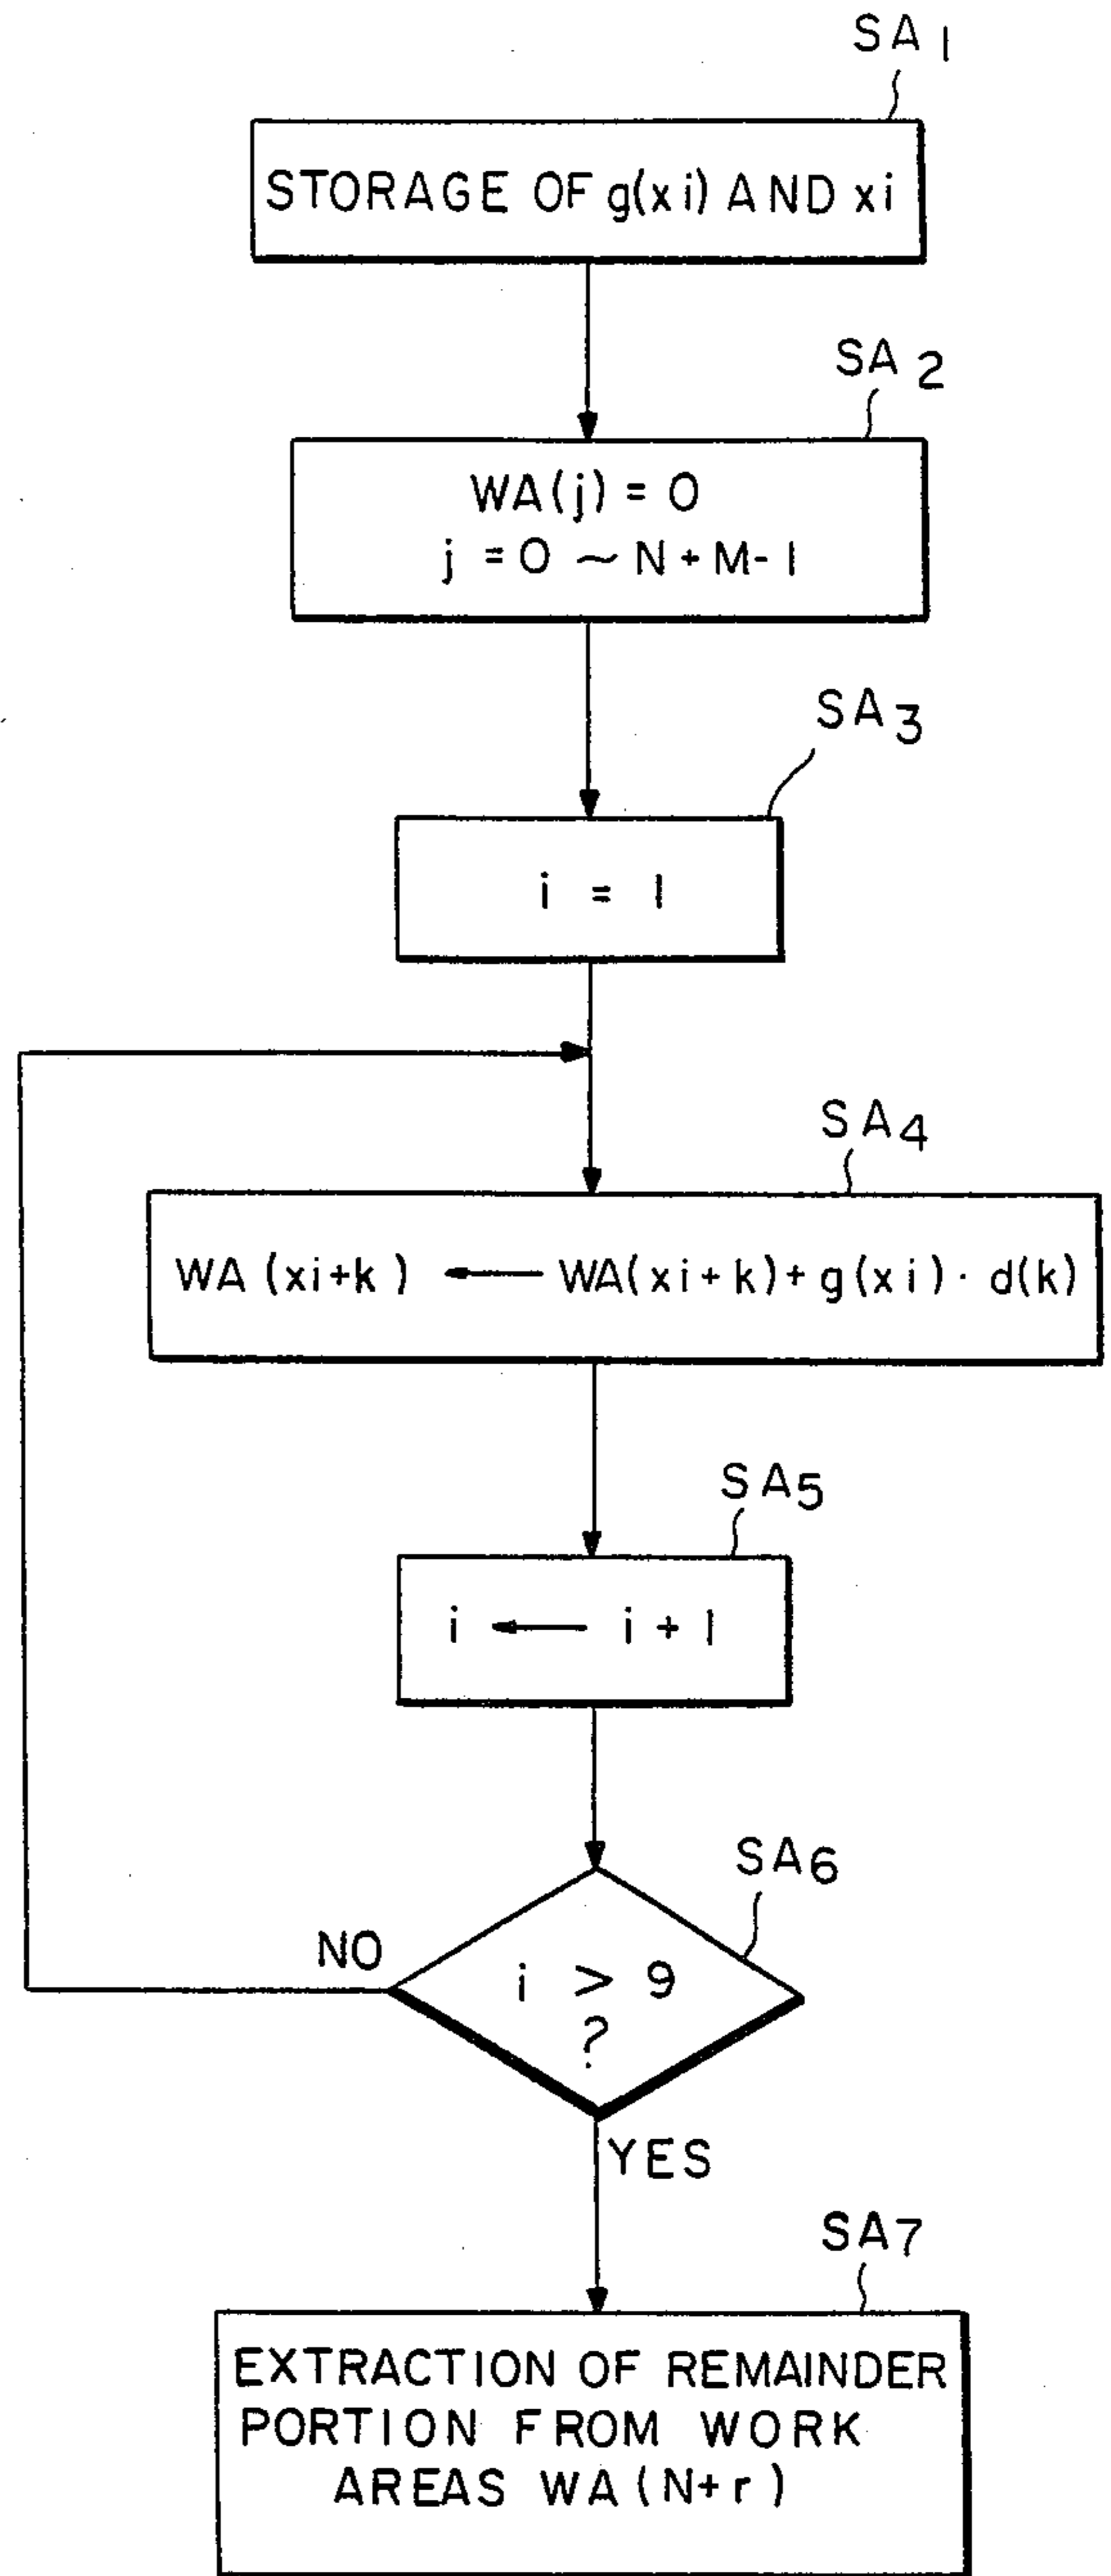 SA1
STORAGE OF g(xi) AND xi
SA2
WA(j) = 0
j = 0 ~ N + M - 1
SA3
i = 1
SA4
WA (xi+k) ← WA(xi+k)+g(xi)· d(k)
SA5
i ← i + 1
SA6
NO
i > 9
?
YES
SA7
EXTRACTION OF REMAINDER
PORTION FROM WORK
AREAS WA (N+r)